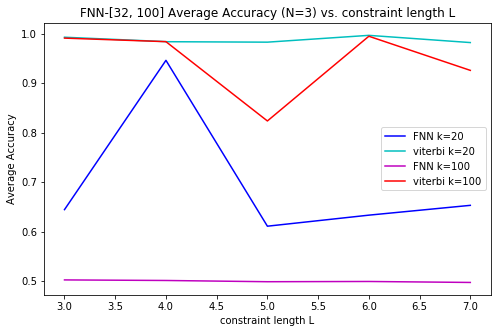 FNN-[32, 100] Average Accuracy (N=3) vs. constraint length L
1.0
0.9
0.8
0.7
0.6
0.5
Average Accuracy
FNN k=20
viterbi k=20
FNN k=100
viterbi k=100
3.0 3.5 4.0 4.5 5.0 5.5 6.0 6.5 7.0
constraint length L